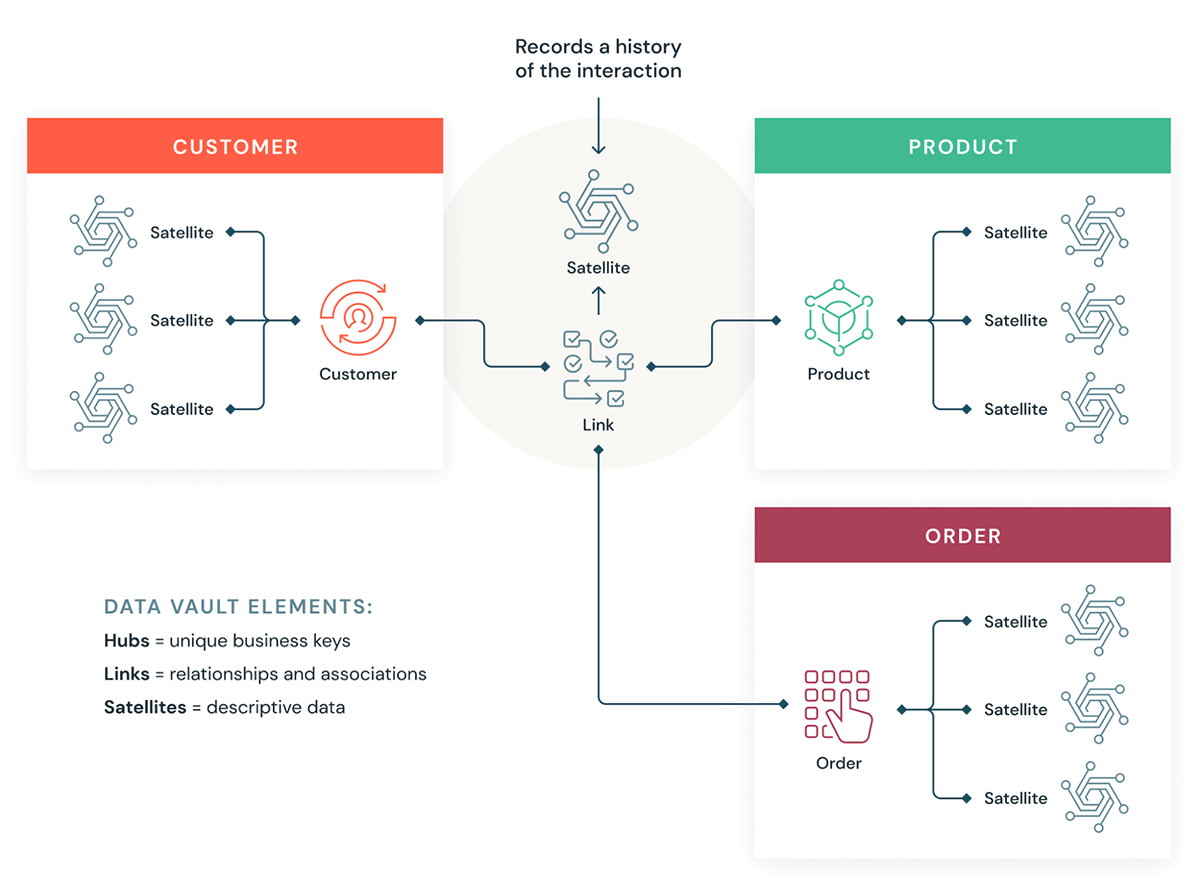 Records a history
of the interaction
CUSTOMER
Satellite
Satellite
Satellite
Customer
Satellite
Link
PRODUCT
Product
Satellite
Satellite
Satellite
ORDER
Order
Satellite
Satellite
Satellite
DATA VAULT ELEMENTS:
Hubs = unique business keys
Links = relationships and associations
Satellites = descriptive data